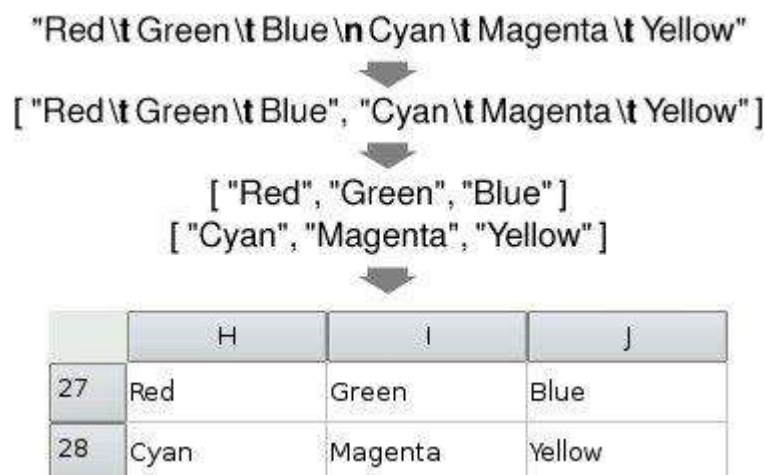 "Red\t Green\t Blue\n Cyan\t Magenta\t Yellow"
[ "Red\t Green\t Blue", "Cyan\t Magenta\t Yellow" ]
[ "Red", "Green", "Blue" ]
[ "Cyan", "Magenta", "Yellow" ]
H I J
27 Red Green Blue
28 Cyan Magenta Yellow